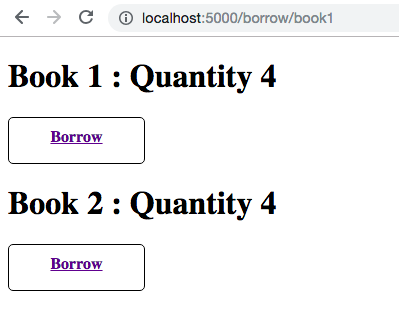 localhost:5000/borrow/book1
Book 1 : Quantity 4
Borrow
Book 2 : Quantity 4
Borrow